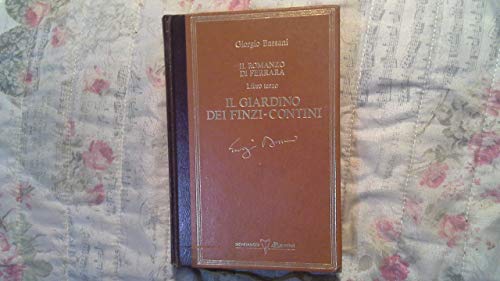 Giorgio Bassani
IL ROMANZO
DI FERRARA
Libro terzo
IL GIARDINO
DEI FINZI-CONTINI